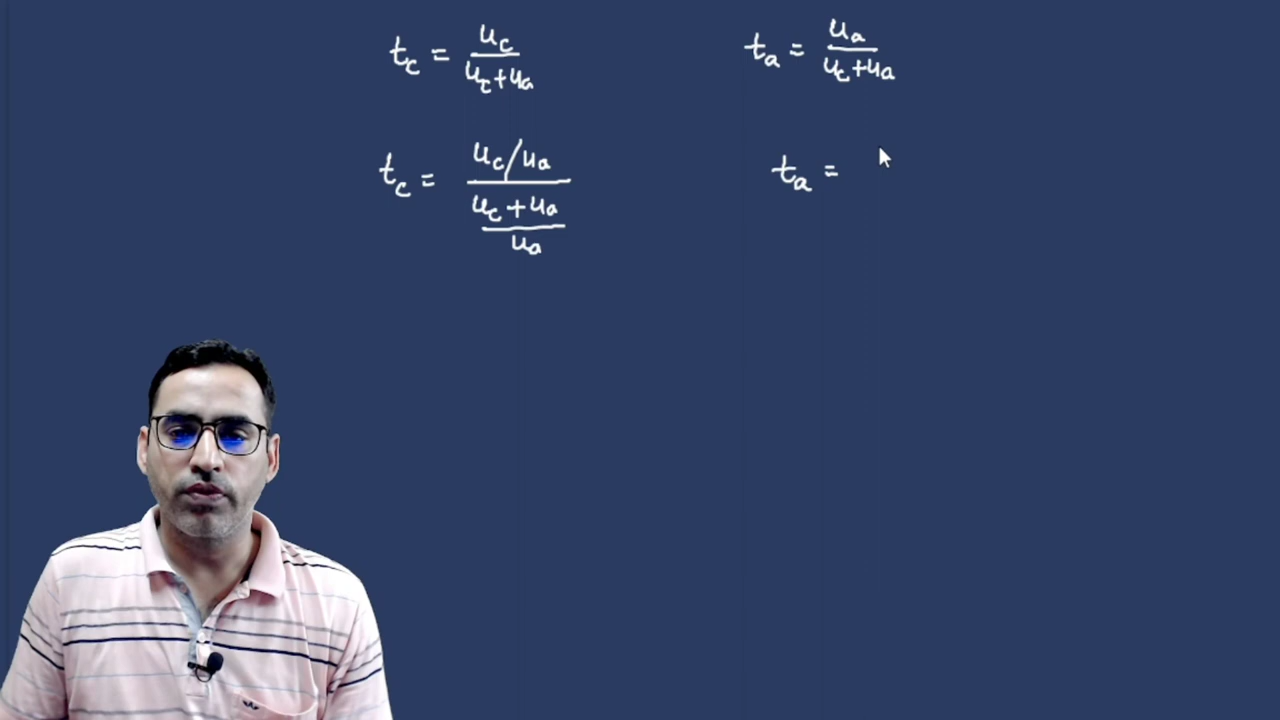 t_c = u_c / (u_c + u_a)
t_a = u_a / (u_c + u_a)
t_c = (u_c / u_a) / ((u_c + u_a) / u_a)
t_a =